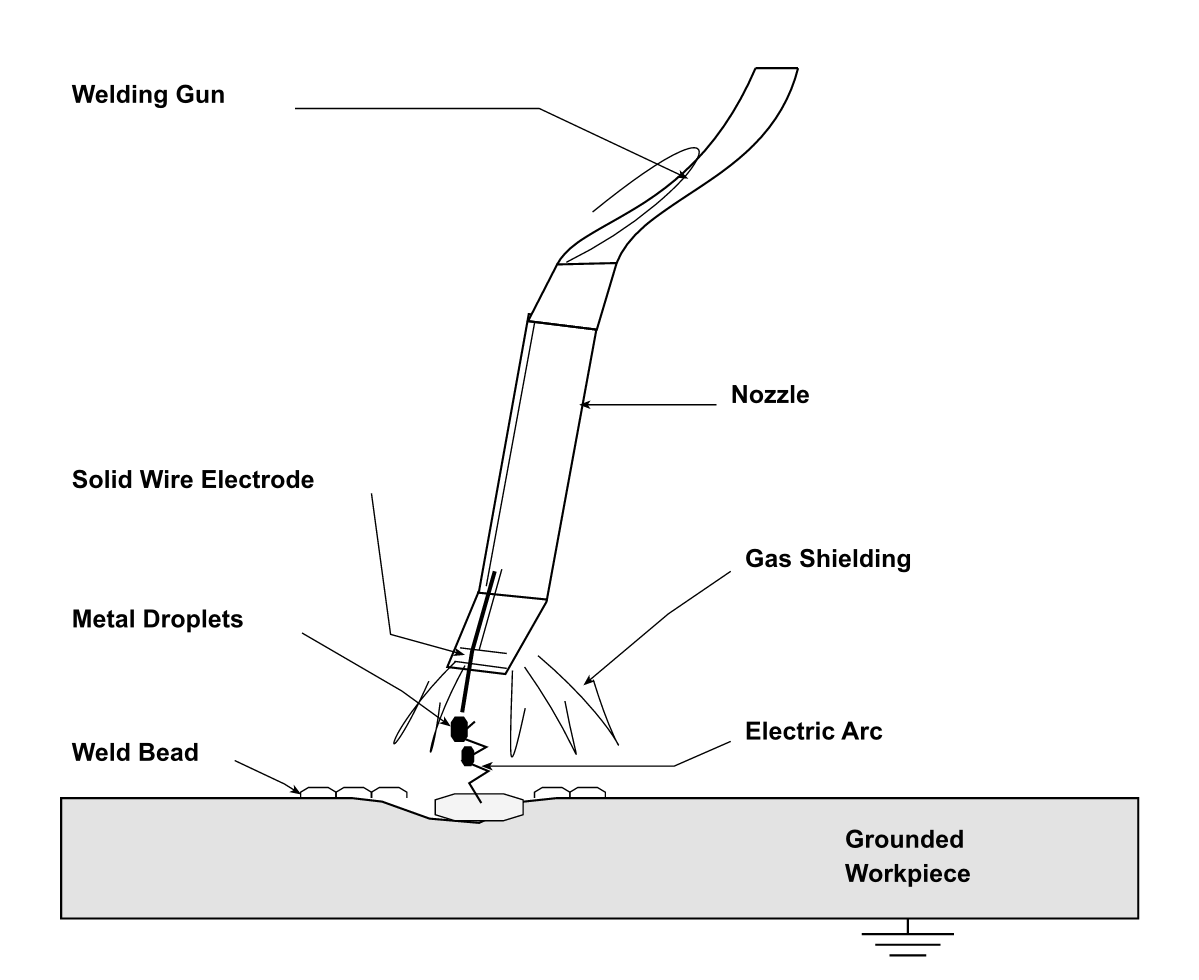 Welding Gun
Nozzle
Solid Wire Electrode
Gas Shielding
Metal Droplets
Electric Arc
Weld Bead
Grounded
Workpiece